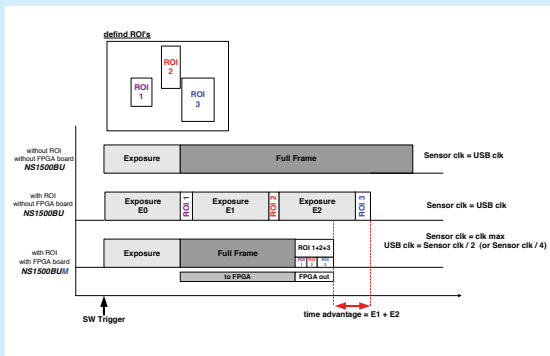 defind ROI's
ROI
1
ROI
2
ROI
3
without ROI
without FPGA board
NS1500BU
Exposure
Full Frame
Sensor clk = USB clk
with ROI
without FPGA board
NS1500BU
Exposure
E0
ROI 1
Exposure
E1
ROI 2
Exposure
E2
ROI 3
Sensor clk = USB clk
with ROI
with FPGA board
NS1500BUM
Exposure
Full Frame
ROI 1+2+3
ROI
1
ROI
2
ROI
3
to FPGA
FPGA out
Sensor clk = clk max
USB clk = Sensor clk / 2 (or Sensor clk / 4)
SW Trigger
time advantage = E1 + E2